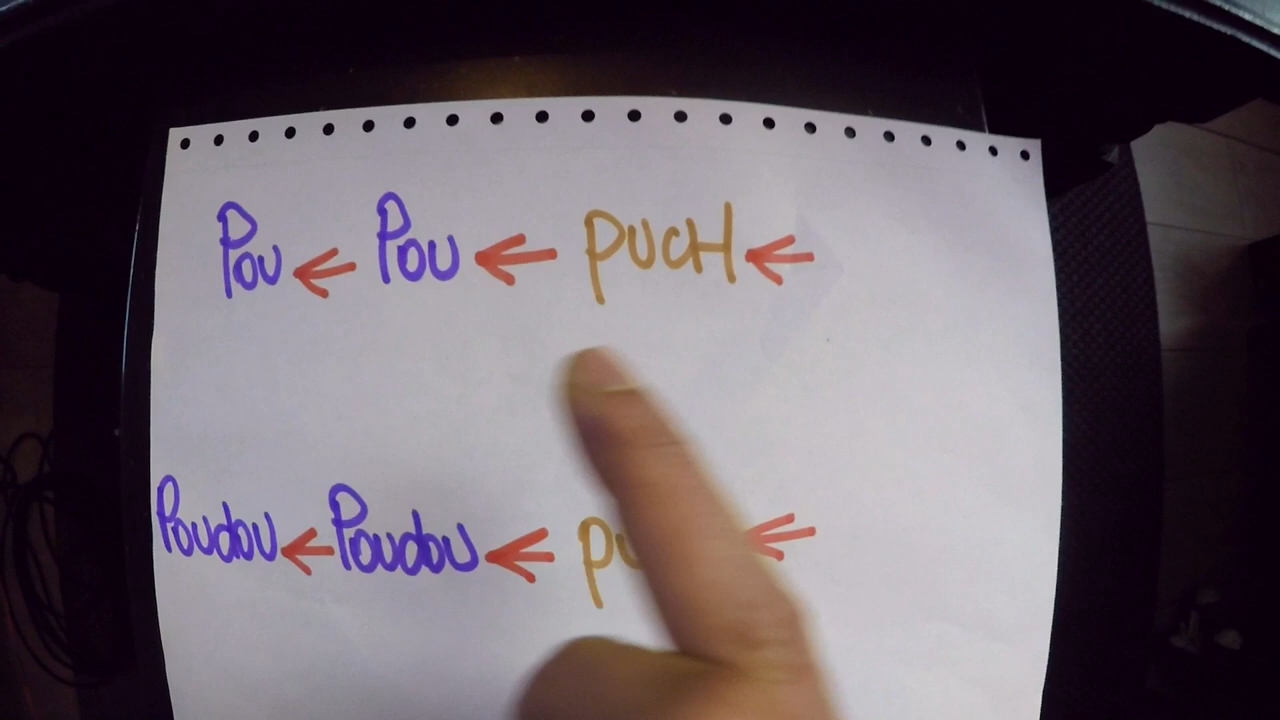 Pou ← Pou ← PUCH ←
Poudou ← Poudou ← ←